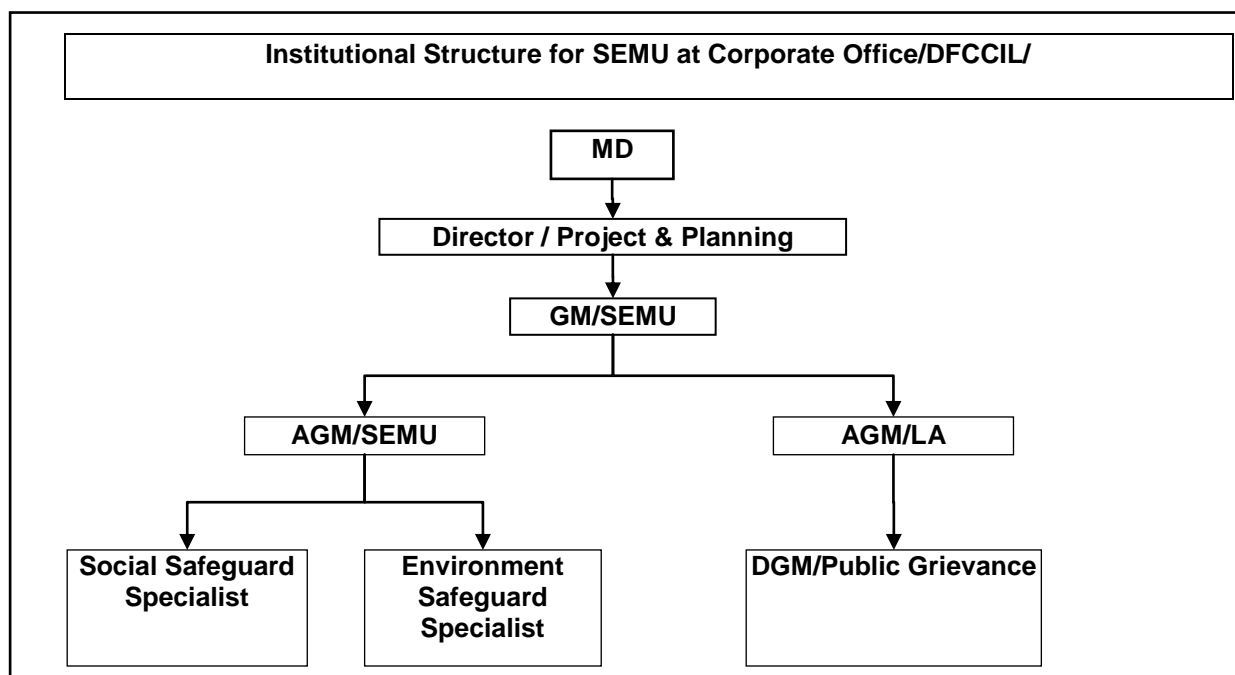 Institutional Structure for SEMU at Corporate Office/DFCCIL/
MD
Director / Project & Planning
GM/SEMU
AGM/SEMU
AGM/LA
Social Safeguard
Specialist
Environment
Safeguard
Specialist
DGM/Public Grievance